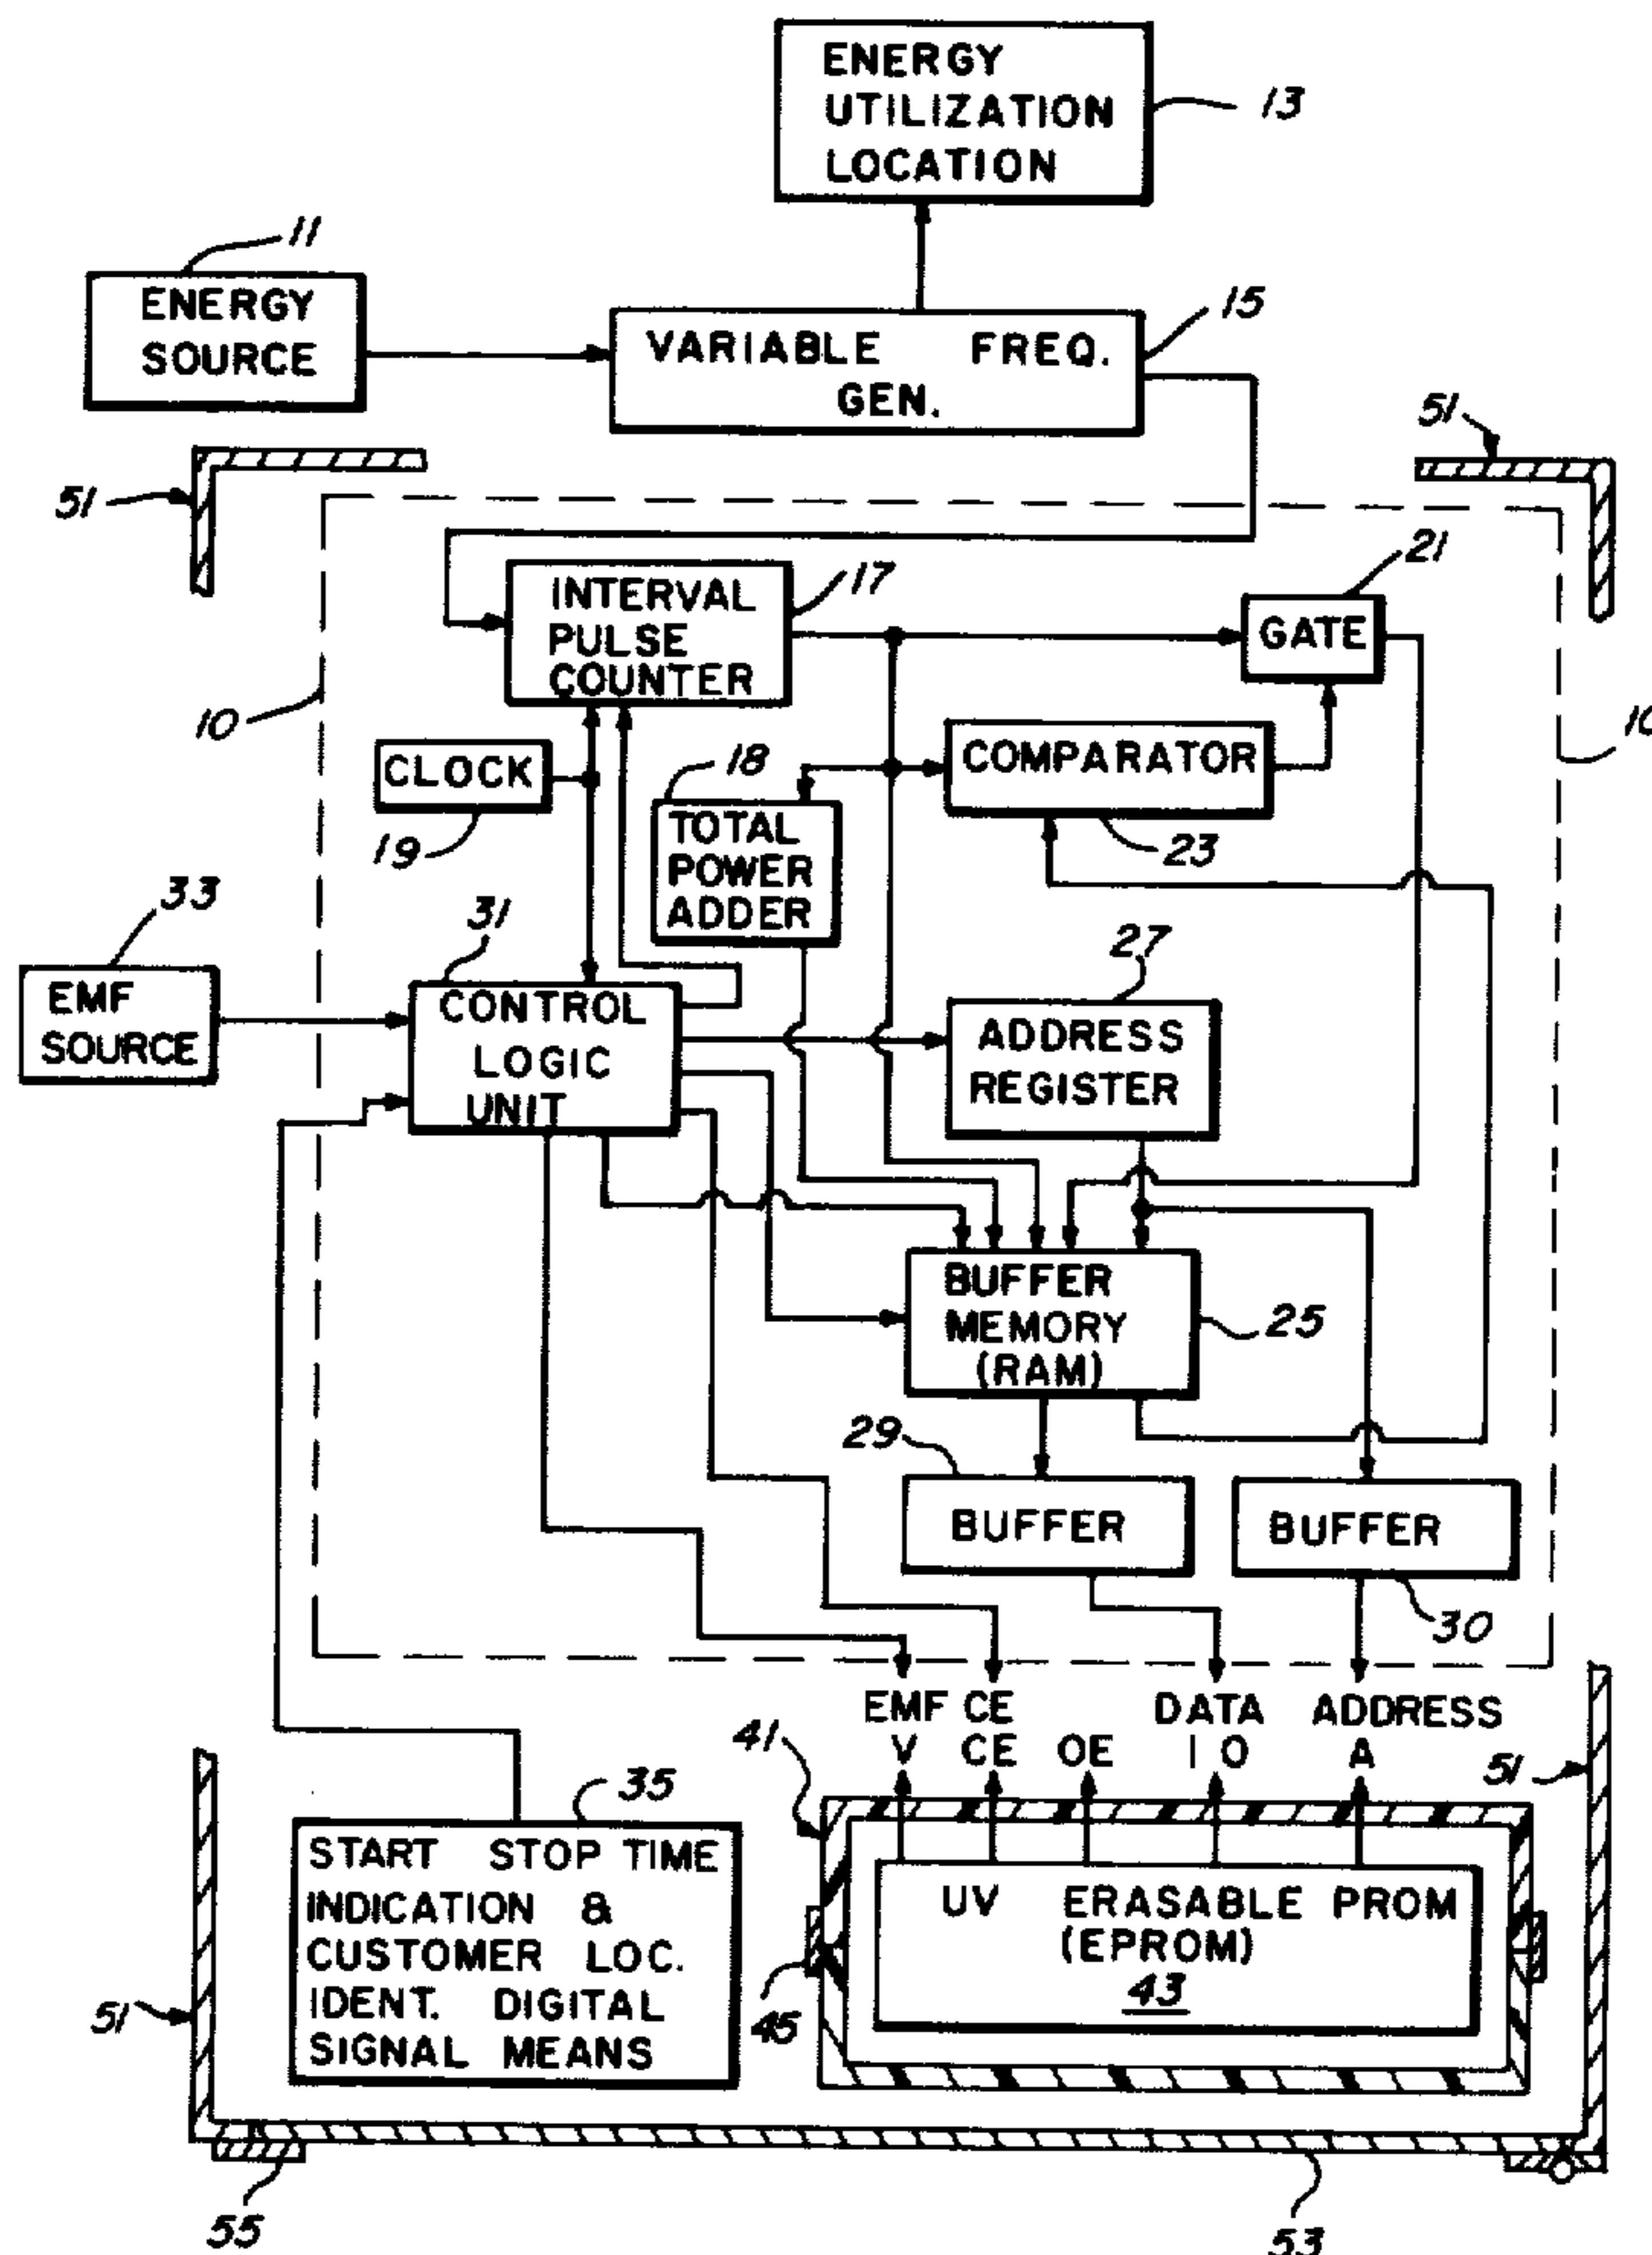 ENERGY
UTILIZATION
LOCATION
13
11
ENERGY
SOURCE
15
VARIABLE FREQ.
GEN.
51
51
21
INTERVAL
PULSE
COUNTER
17
GATE
10
10
CLOCK
19
18
TOTAL
POWER
ADDER
COMPARATOR
23
33
EMF
SOURCE
31
CONTROL
LOGIC
UNIT
27
ADDRESS
REGISTER
BUFFER
MEMORY
(RAM)
25
29
BUFFER
BUFFER
30
EMF CE DATA ADDRESS
V CE OE I O A
41
51
35
START STOP TIME
INDICATION &
CUSTOMER LOC.
IDENT. DIGITAL
SIGNAL MEANS
UV ERASABLE PROM
(EPROM)
43
45
51
55
53